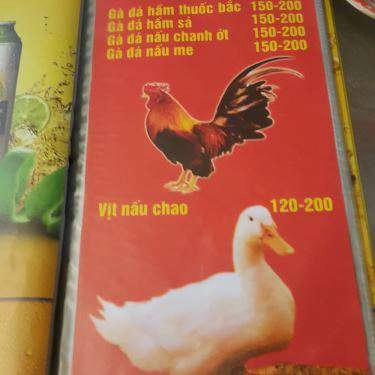 Gà đá hầm thuốc bắc 150-200
Gà đá hầm sả 150-200
Gà đá nấu chanh ớt 150-200
Gà đá nấu me 150-200
Vịt nấu chao 120-200